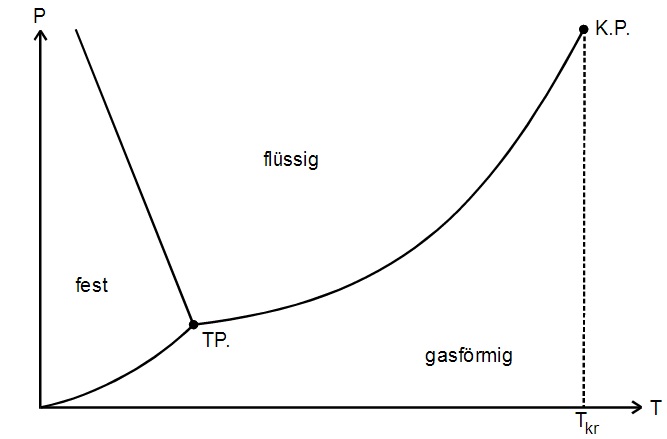 P
K.P.
flüssig
fest
TP.
gasförmig
T
Tkr